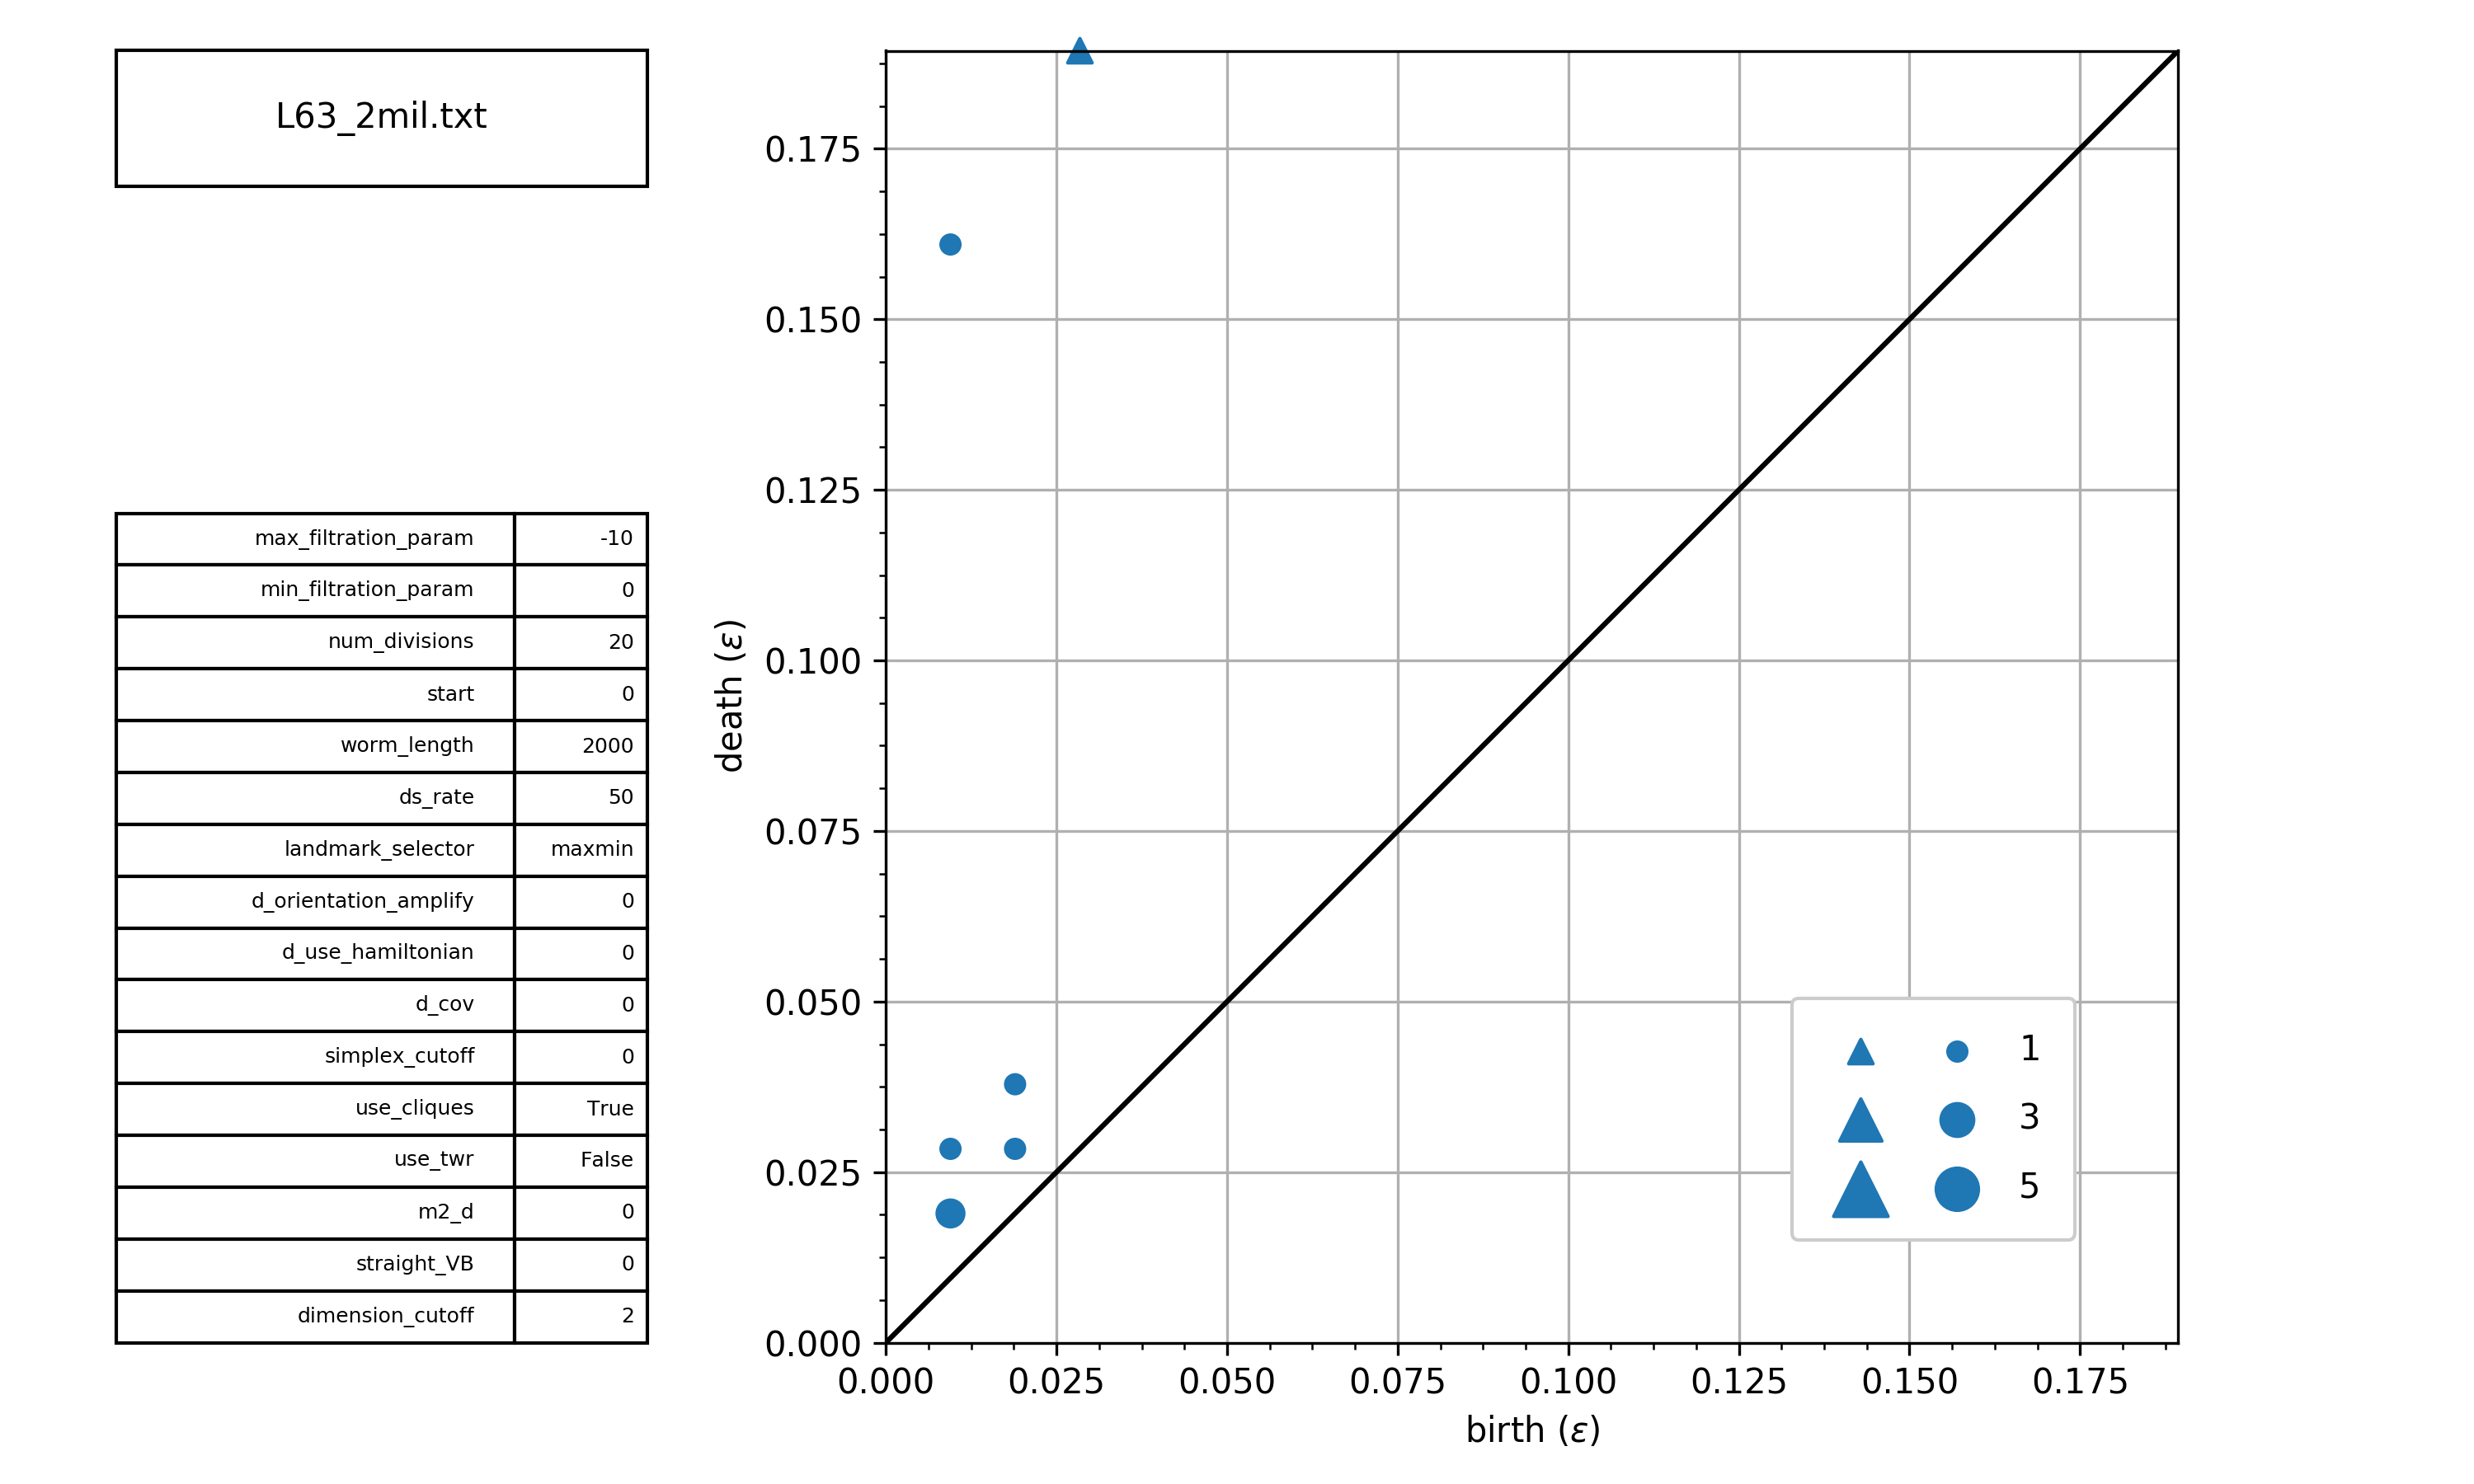 L63_2mil.txt
max_filtration_param -10
min_filtration_param 0
num_divisions 20
start 0
worm_length 2000
ds_rate 50
landmark_selector maxmin
d_orientation_amplify 0
d_use_hamiltonian 0
d_cov 0
simplex_cutoff 0
use_cliques True
use_twr False
m2_d 0
straight_VB 0
dimension_cutoff 2
death (ε)
0.175
0.150
0.125
0.100
0.075
0.050
0.025
0.000
0.000 0.025 0.050 0.075 0.100 0.125 0.150 0.175
birth (ε)
1
3
5